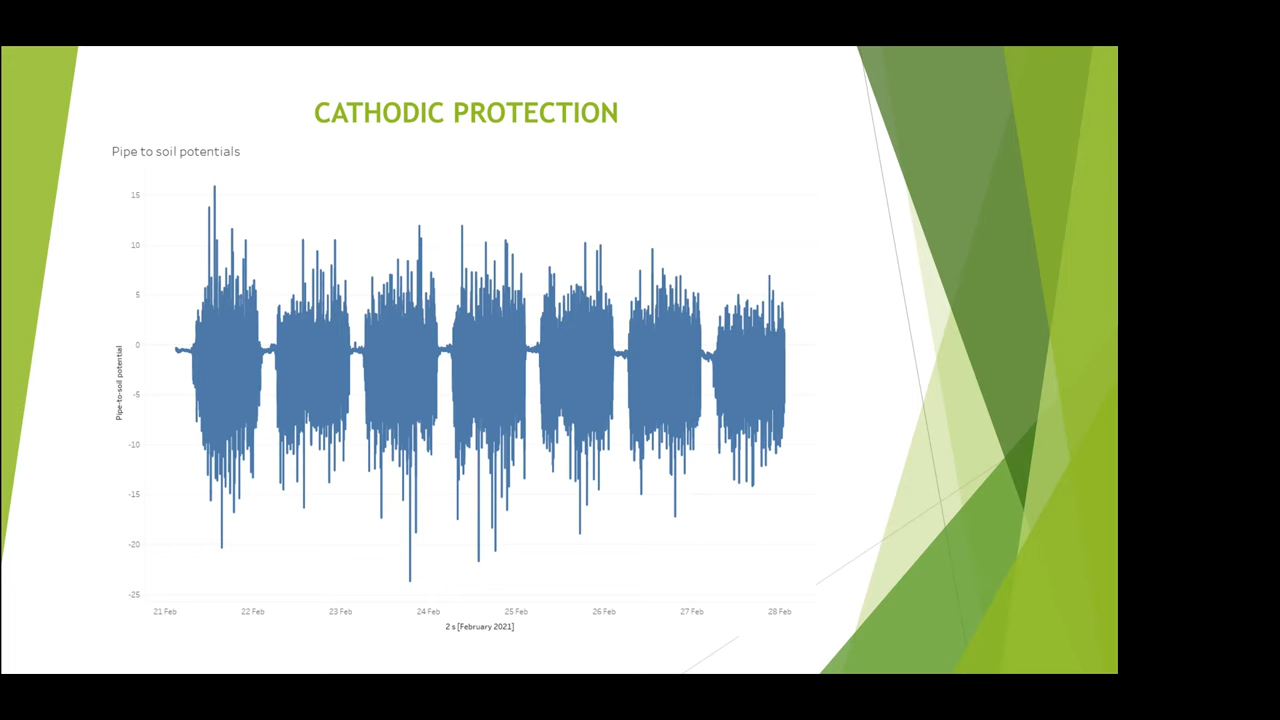 CATHODIC PROTECTION
Pipe to soil potentials
15
10
5
0
-5
-10
-15
-20
-25
Pipe-to-soil potential
21 Feb 22 Feb 23 Feb 24 Feb 25 Feb 26 Feb 27 Feb 28 Feb
2 s [February 2021]